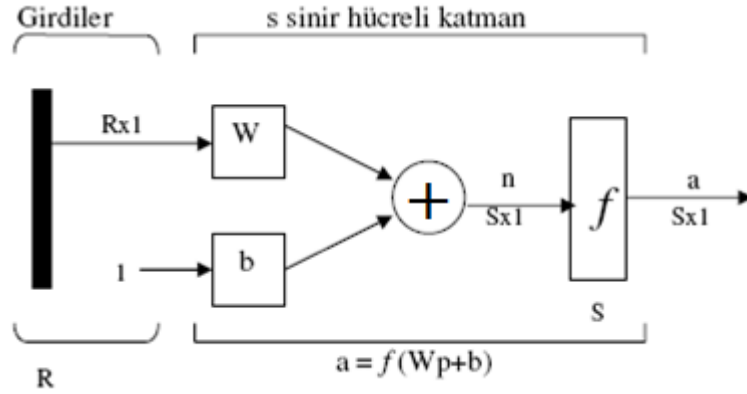 Girdiler
s sinir hücreli katman
Rx1
W
n
a
+
f
Sx1
Sx1
1
b
S
a = f(Wp+b)
R